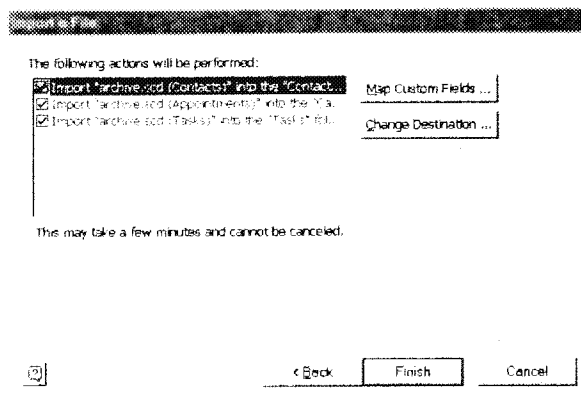 Import a File
The following actions will be performed:
Import "archive.scd (Contacts)" into the "Contact...
Import "archive.scd (Appointments)" into the "Ca...
Import "archive.scd (Tasks)" into the "Tasks" fol...
Map Custom Fields ...
Change Destination ...
This may take a few minutes and cannot be canceled.
?
< Back
Finish
Cancel